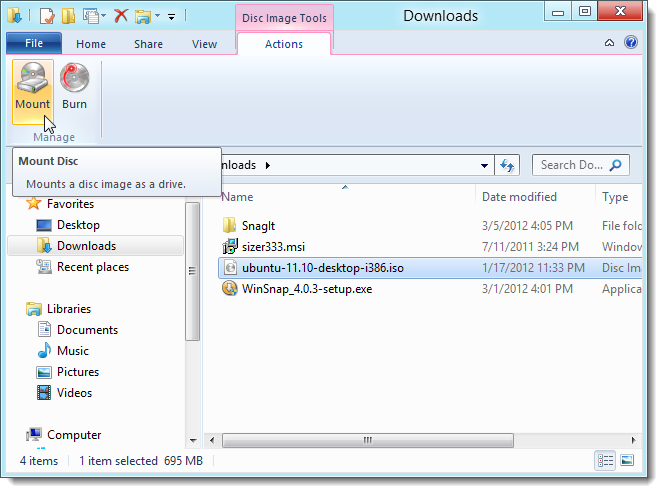 Disc Image Tools
Downloads
File
Home
Share
View
Actions
Mount
Burn
Manage
Mount Disc
Mounts a disc image as a drive.
nloads
Search Do...
Favorites
Desktop
Downloads
Recent places
Libraries
Documents
Music
Pictures
Videos
Computer
Name
Date modified
Type
SnagIt
3/5/2012 4:05 PM
File fold
sizer333.msi
7/11/2011 3:24 PM
Window
ubuntu-11.10-desktop-i386.iso
1/17/2012 11:33 PM
Disc Ima
WinSnap_4.0.3-setup.exe
3/1/2012 4:01 PM
Applica
4 items
1 item selected 695 MB